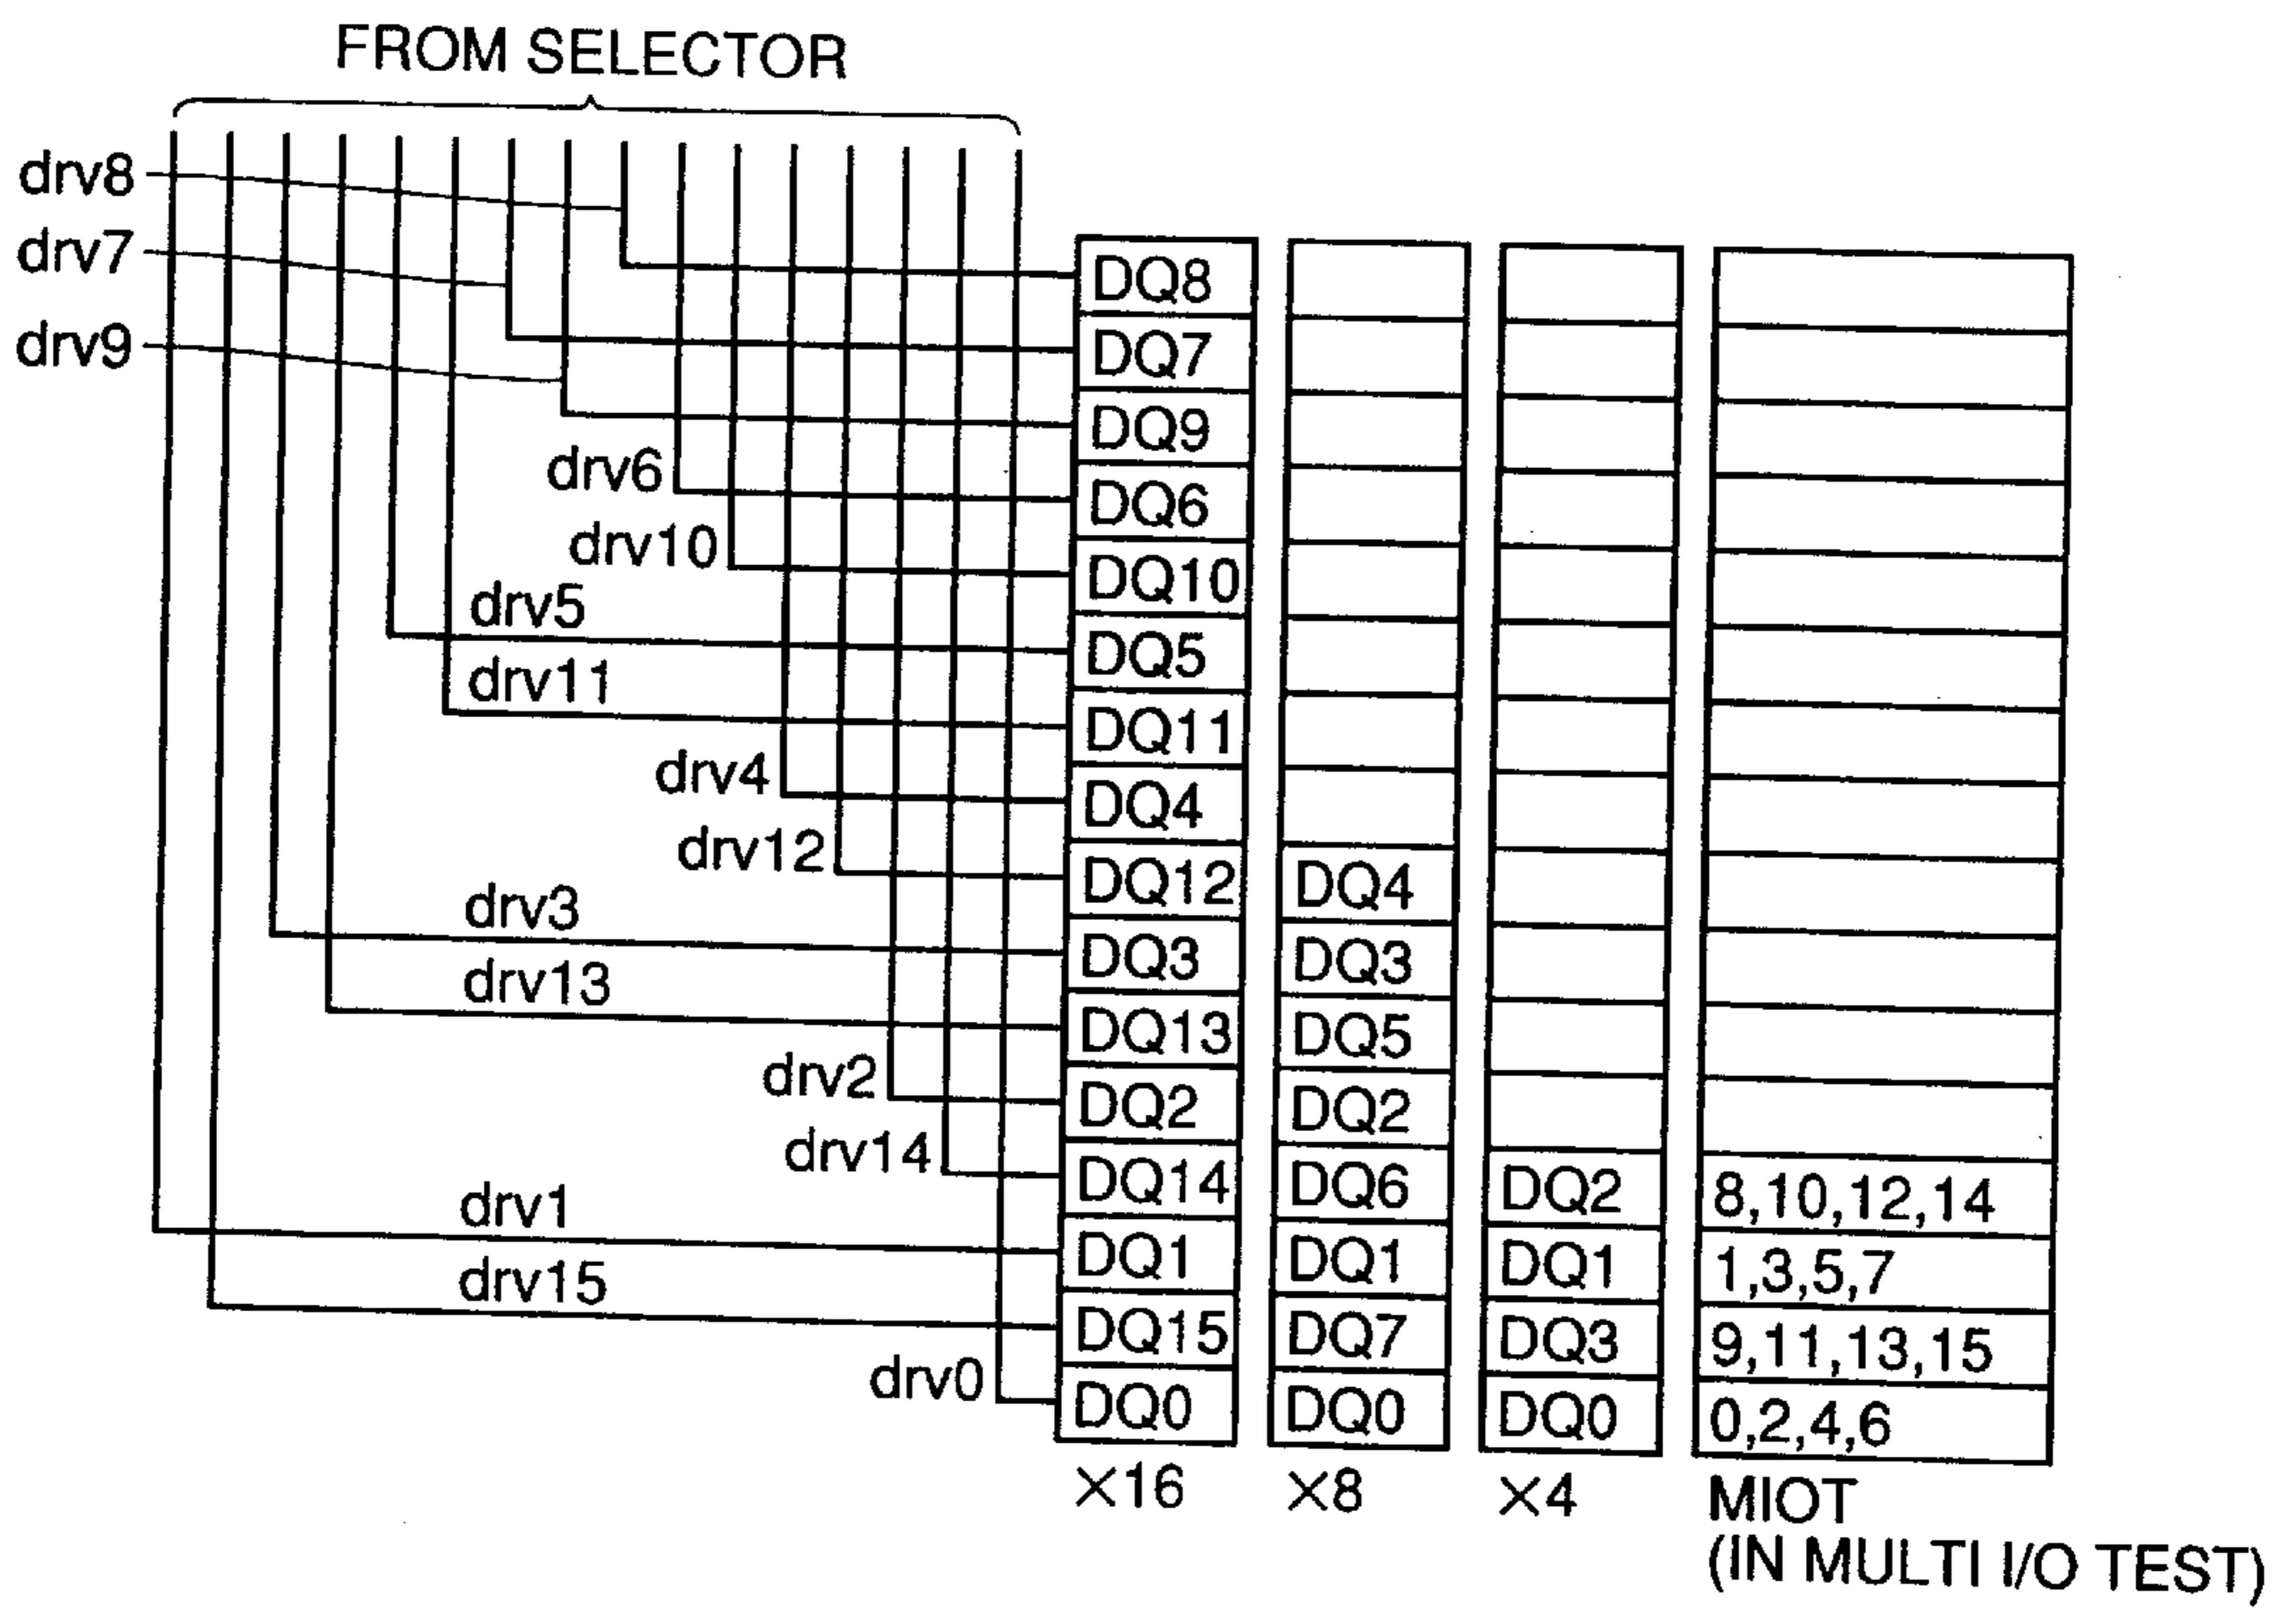 FROM SELECTOR
drv8
drv7
drv9
drv6
drv10
drv5
drv11
drv4
drv12
drv3
drv13
drv2
drv14
drv1
drv15
drv0
DQ8
DQ7
DQ9
DQ6
DQ10
DQ5
DQ11
DQ4
DQ12 DQ4
DQ3 DQ3
DQ13 DQ5
DQ2 DQ2
DQ14 DQ6 DQ2 8,10,12,14
DQ1 DQ1 DQ1 1,3,5,7
DQ15 DQ7 DQ3 9,11,13,15
DQ0 DQ0 DQ0 0,2,4,6
×16 ×8 ×4 MIOT
(IN MULTI I/O TEST)